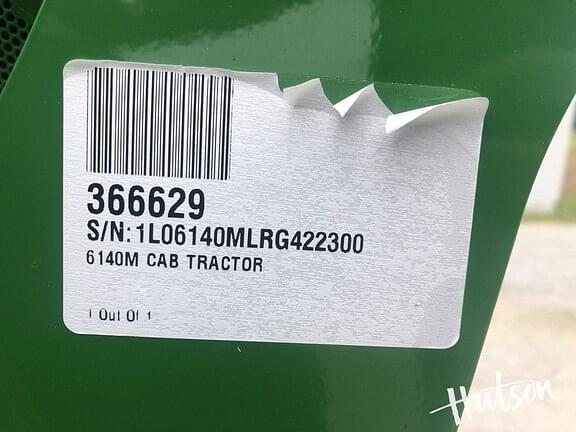 366629
S/N: 1L06140MLRG422300
6140M CAB TRACTOR
1 Out Of 1
Hutson